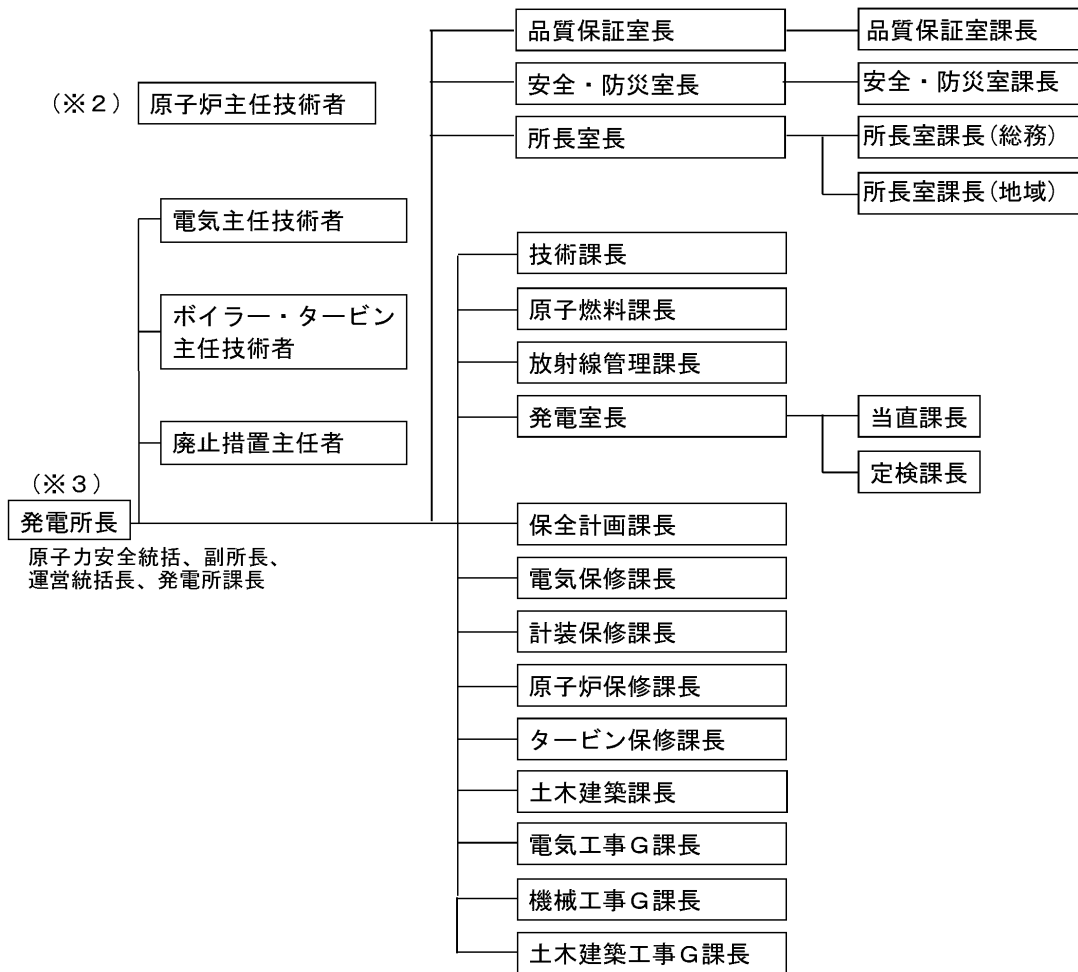 品質保証室長
品質保証室課長
安全・防災室長
安全・防災室課長
(※2)
原子炉主任技術者
所長室長
所長室課長(総務)
所長室課長(地域)
電気主任技術者
技術課長
ボイラー・タービン
主任技術者
原子燃料課長
放射線管理課長
発電室長
当直課長
廃止措置主任者
定検課長
(※3)
発電所長
原子力安全統括、副所長、
運営統括長、発電所課長
保全計画課長
電気保修課長
計装保修課長
原子炉保修課長
タービン保修課長
土木建築課長
電気工事G課長
機械工事G課長
土木建築工事G課長